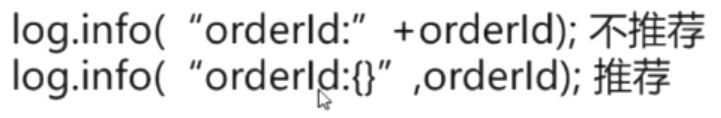 log.info(“orderId:” +orderId); 不推荐
log.info(“orderId:{}” ,orderId); 推荐